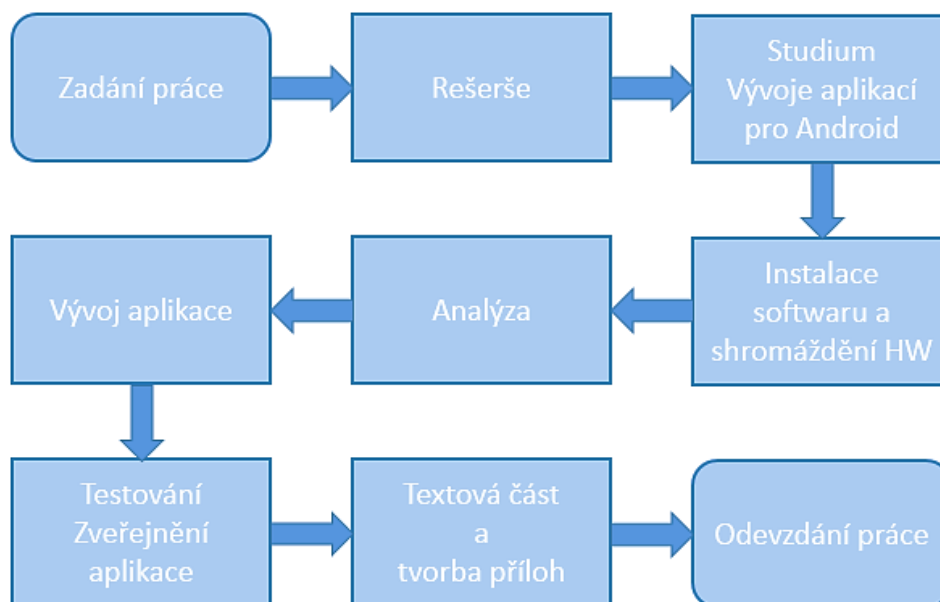 Zadání práce
Rešerše
Studium
Vývoje aplikací
pro Android
Instalace
softwaru a
shromáždění HW
Analýza
Vývoj aplikace
Testování
Zveřejnění
aplikace
Textová část
a
tvorba příloh
Odevzdání práce